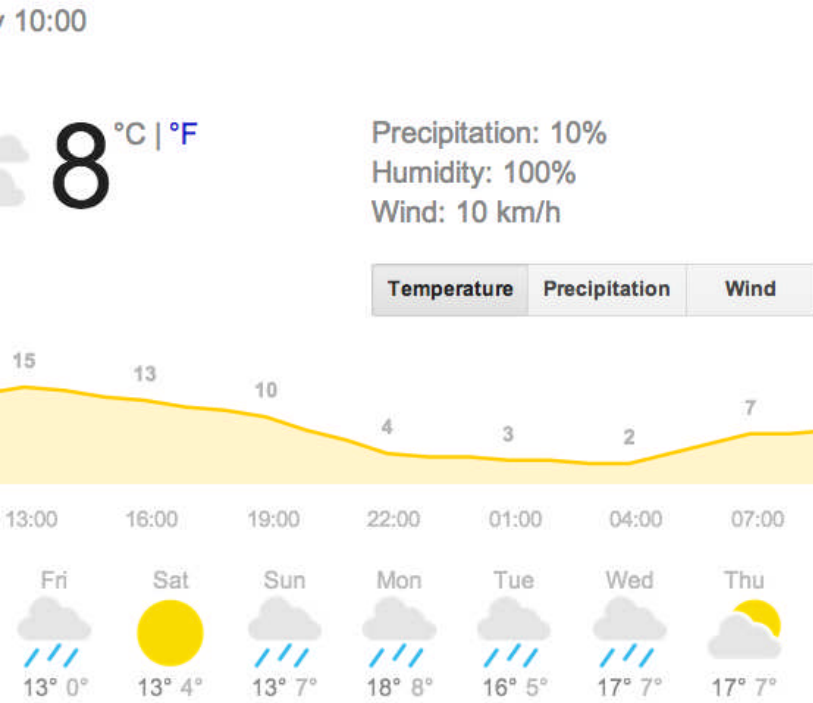 10:00
8 °C | °F
Precipitation: 10%
Humidity: 100%
Wind: 10 km/h
Temperature Precipitation Wind
15 13 10 4 3 2 7
13:00 16:00 19:00 22:00 01:00 04:00 07:00
Fri Sat Sun Mon Tue Wed Thu
13° 0° 13° 4° 13° 7° 18° 8° 16° 5° 17° 7° 17° 7°